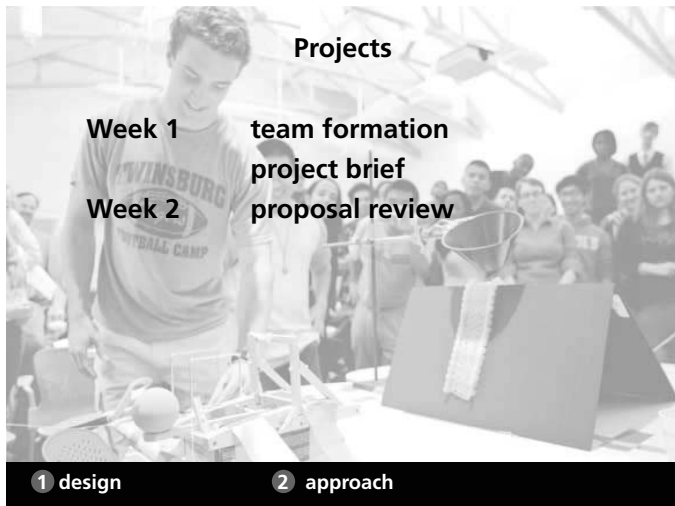 Projects
Week 1 team formation
project brief
Week 2 proposal review
TWINSBURG
FOOTBALL CAMP
1 design 2 approach